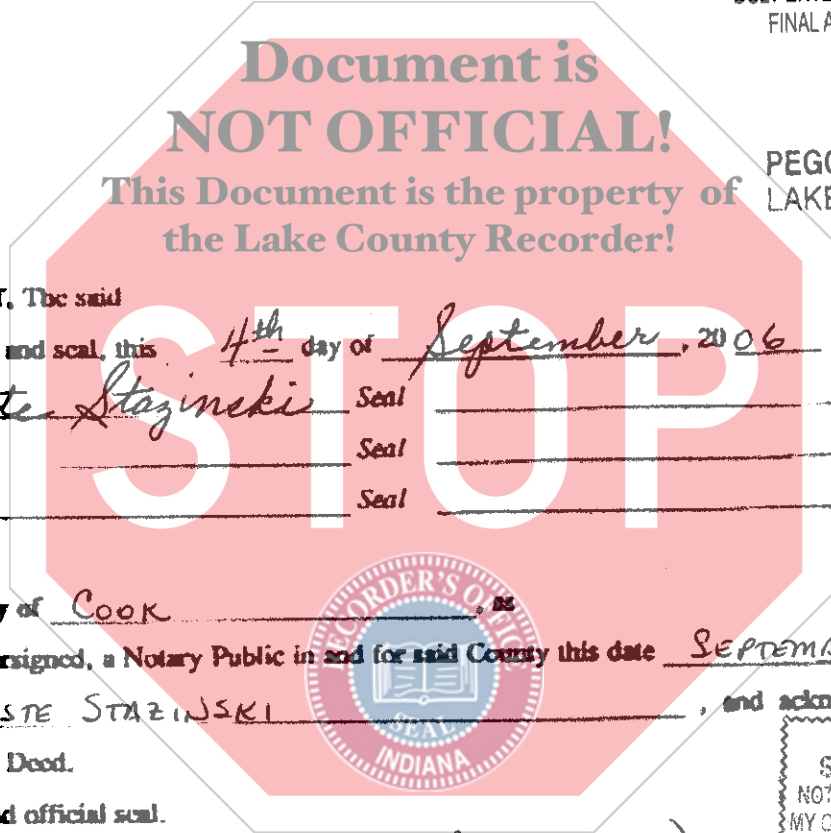 FINAL A
Document is
NOT OFFICIAL!
This Document is the property of
the Lake County Recorder!
PEGG
LAKE
The said
and seal, this 4th day of September, 2006
te Stazinski Seal
Seal
Seal
STOP
y of COOK, as
rsigned, a Notary Public in and for said County this date SEPTEMB
STE STAZINSKI, and ackn
Deed.
d official seal.
RECORDER'S OFFICE
SEAL
INDIANA
S
NOT
MY C